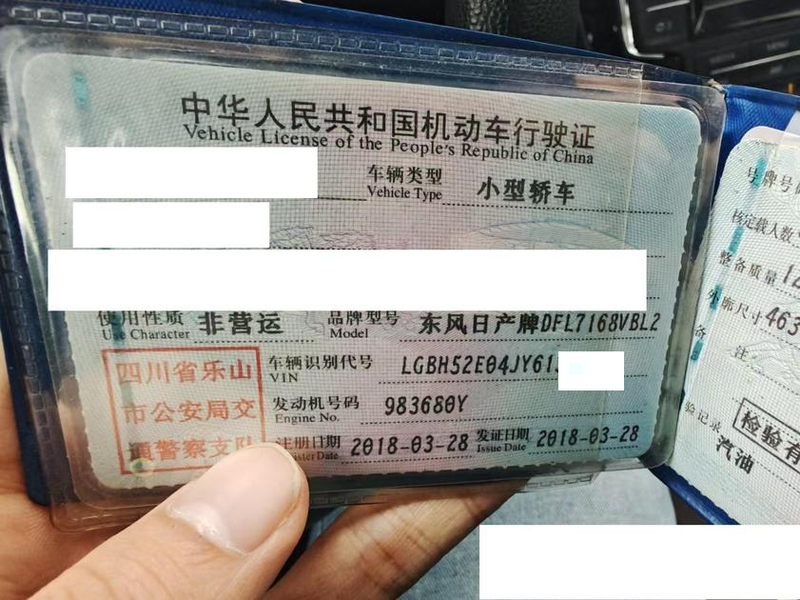 中华人民共和国机动车行驶证
Vehicle License of the People's Republic of China
车辆类型 小型轿车
Vehicle Type
使用性质 非营运 品牌型号 东风日产牌DFL7168VBL2
Use Character Model
四川省乐山
市公安局交
通警察支队
车辆识别代号 LGBH52E04JY61
VIN
发动机号码 983680Y
Engine No.
注册日期 2018-03-28 发证日期 2018-03-28
Date Issue Date
号牌号
核定载人数
整备质量
外廓尺寸 463
备 注
检验有
验记录
汽油